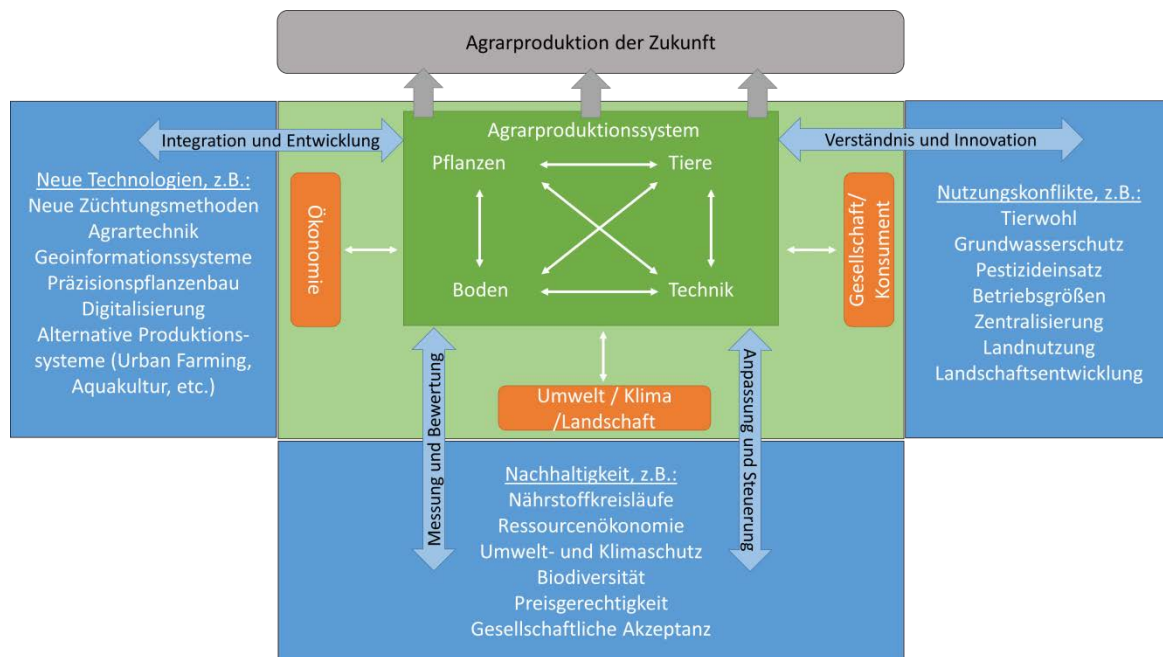 Agrarproduktion der Zukunft
Integration und Entwicklung
Agrarproduktionssystem
Verständnis und Innovation
Pflanzen
Tiere
Boden
Technik
Neue Technologien, z.B.:
Neue Züchtungsmethoden
Agrartechnik
Geoinformationssysteme
Präzisionspflanzenbau
Digitalisierung
Alternative Produktions-
systeme (Urban Farming,
Aquakultur, etc.)
Ökonomie
Gesellschaft/
Konsument
Nutzungskonflikte, z.B.:
Tierwohl
Grundwasserschutz
Pestizideinsatz
Betriebsgrößen
Zentralisierung
Landnutzung
Landschaftsentwicklung
Umwelt / Klima
/Landschaft
Messung und Bewertung
Anpassung und Steuerung
Nachhaltigkeit, z.B.:
Nährstoffkreisläufe
Ressourcenökonomie
Umwelt- und Klimaschutz
Biodiversität
Preisgerechtigkeit
Gesellschaftliche Akzeptanz